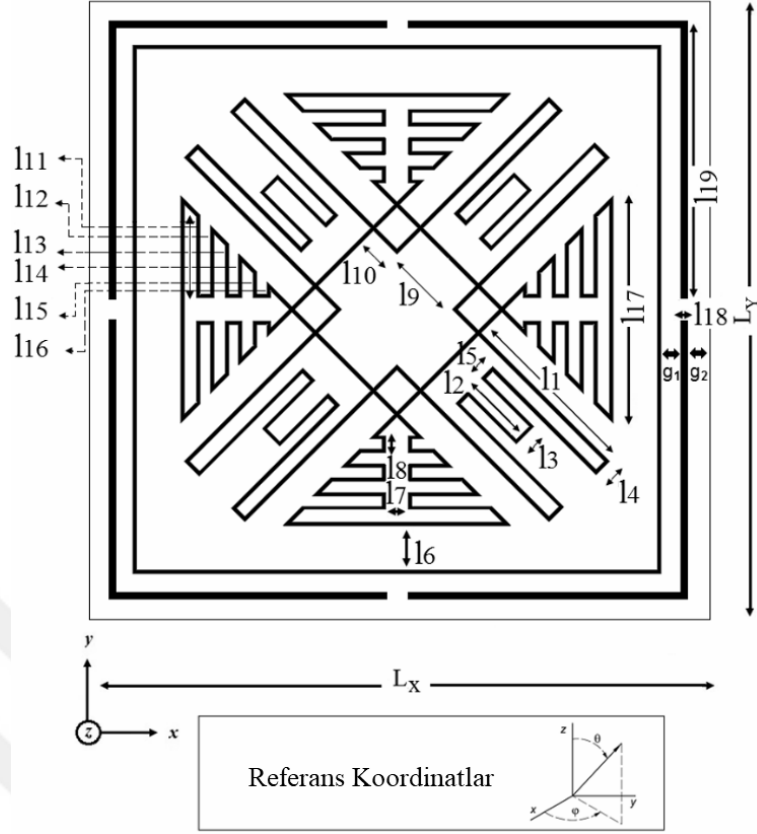 l11
l12
l13
l14
l15
l16
l19
l10
l9
l17
l18
LY
g1
g2
l5
l2
l1
l3
l4
l8
l7
l6
y
z
x
LX
Referans Koordinatlar
z
θ
y
x
φ